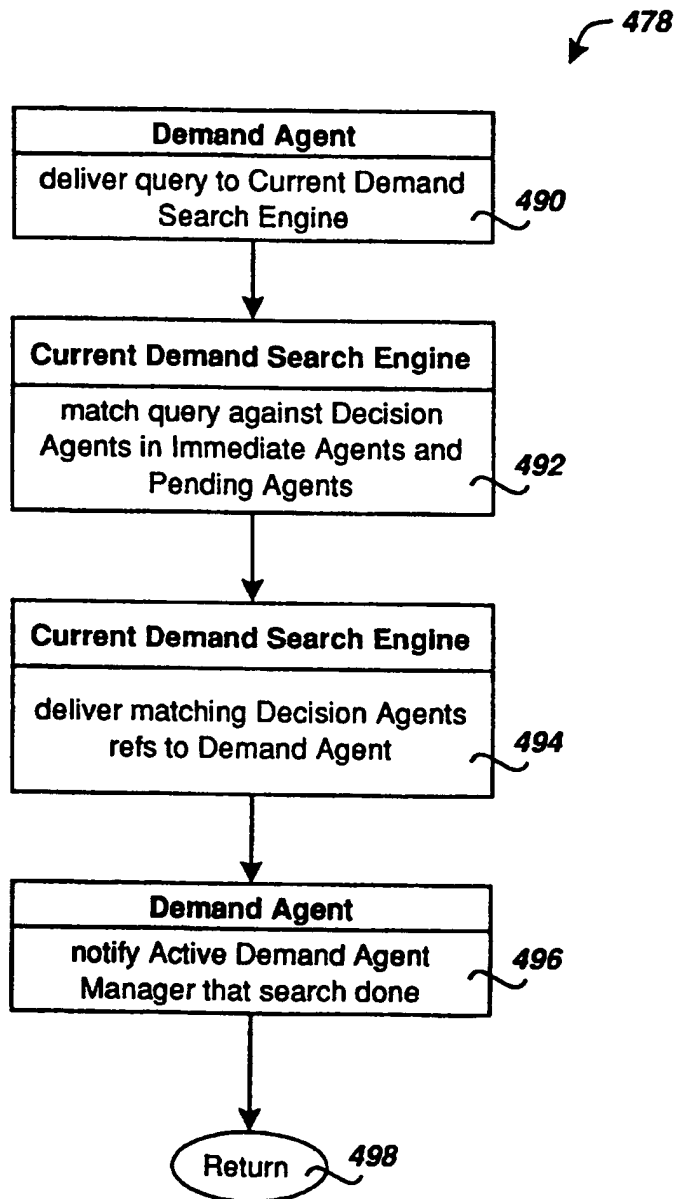 478
Demand Agent
deliver query to Current Demand
Search Engine
490
Current Demand Search Engine
match query against Decision
Agents in Immediate Agents and
Pending Agents
492
Current Demand Search Engine
deliver matching Decision Agents
refs to Demand Agent
494
Demand Agent
notify Active Demand Agent
Manager that search done
496
Return
498